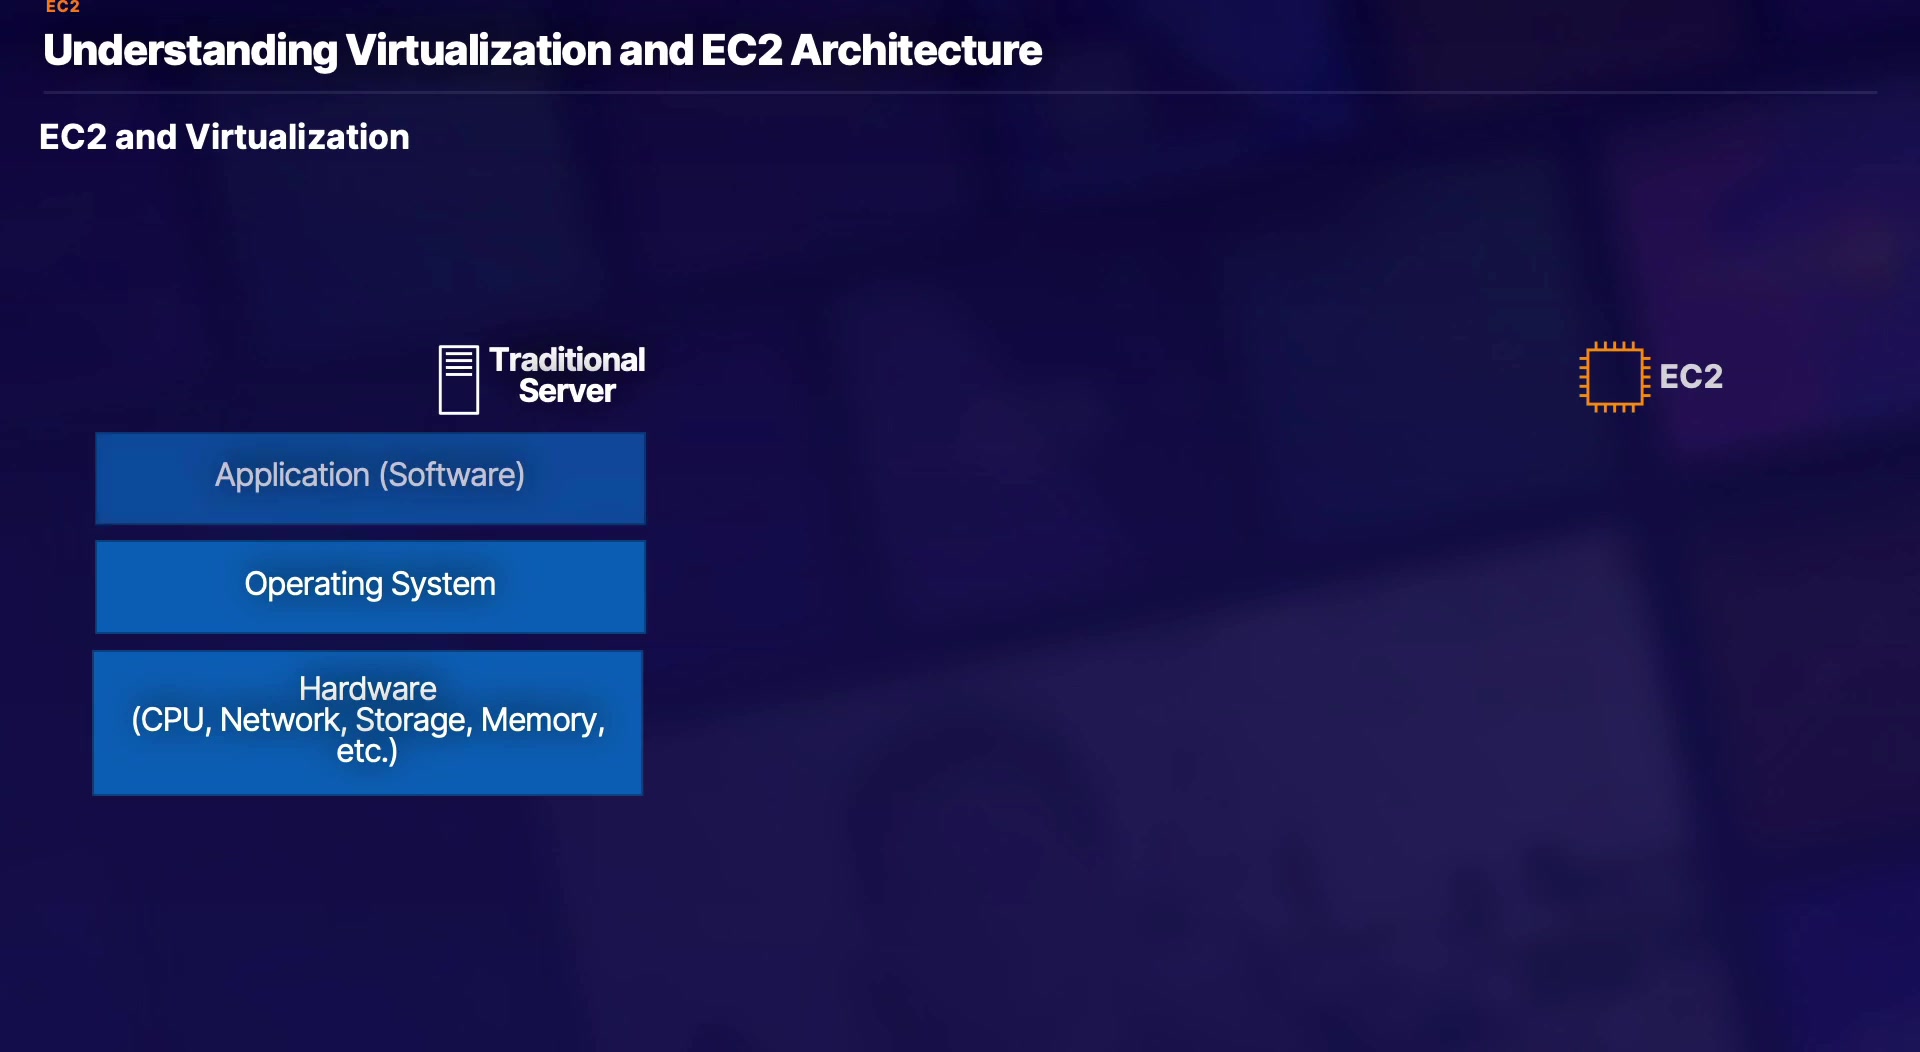 EC2
Understanding Virtualization and EC2 Architecture
EC2 and Virtualization
Traditional
Server
EC2
Application (Software)
Operating System
Hardware
(CPU, Network, Storage, Memory,
etc.)